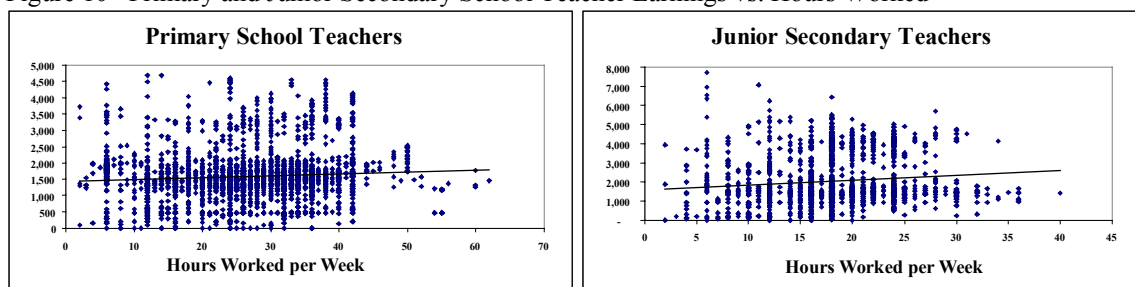 Figure 10 Primary and Junior Secondary School Teacher Earnings vs. Hours Worked
Primary School Teachers
5,000
4,500
4,000
3,500
3,000
2,500
2,000
1,500
1,000
500
0
0 10 20 30 40 50 60 70
Hours Worked per Week
Junior Secondary Teachers
8,000
7,000
6,000
5,000
4,000
3,000
2,000
1,000
-
0 5 10 15 20 25 30 35 40 45
Hours Worked per Week